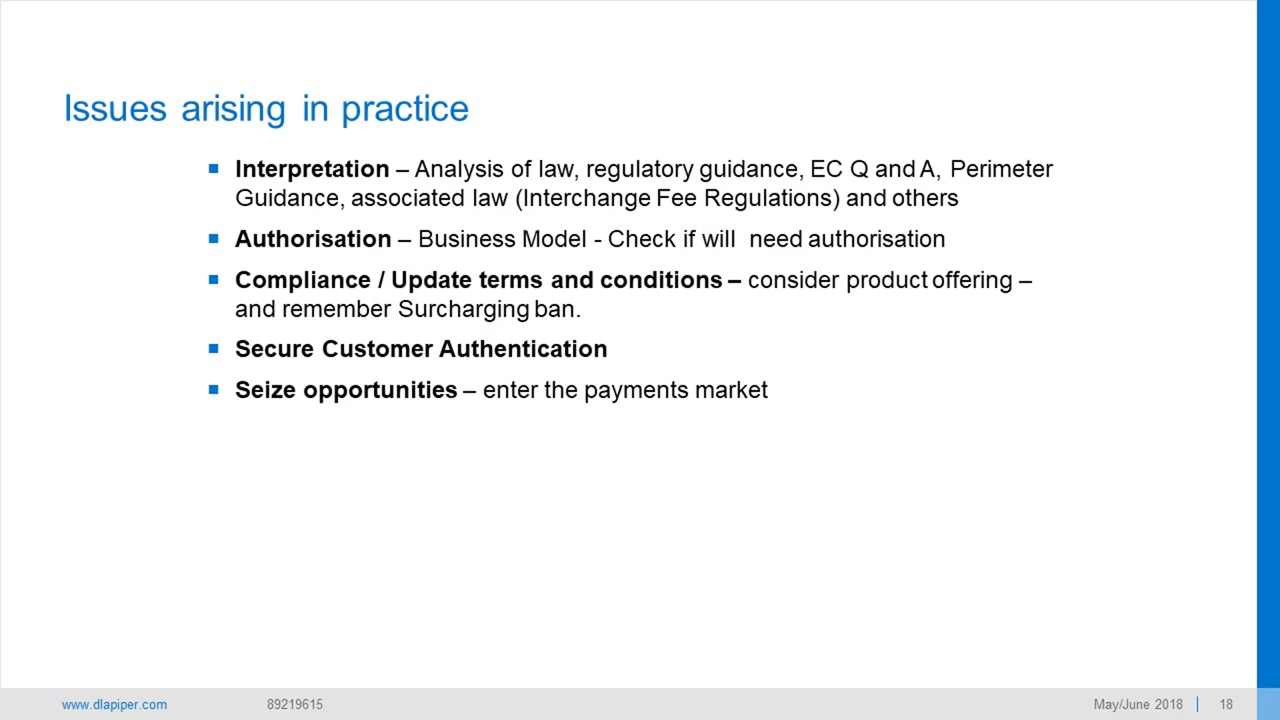 Issues arising in practice
Interpretation – Analysis of law, regulatory guidance, EC Q and A, Perimeter
Guidance, associated law (Interchange Fee Regulations) and others
Authorisation – Business Model - Check if will need authorisation
Compliance / Update terms and conditions – consider product offering –
and remember Surcharging ban.
Secure Customer Authentication
Seize opportunities – enter the payments market
www.dlapiper.com 89219615 May/June 2018 | 18